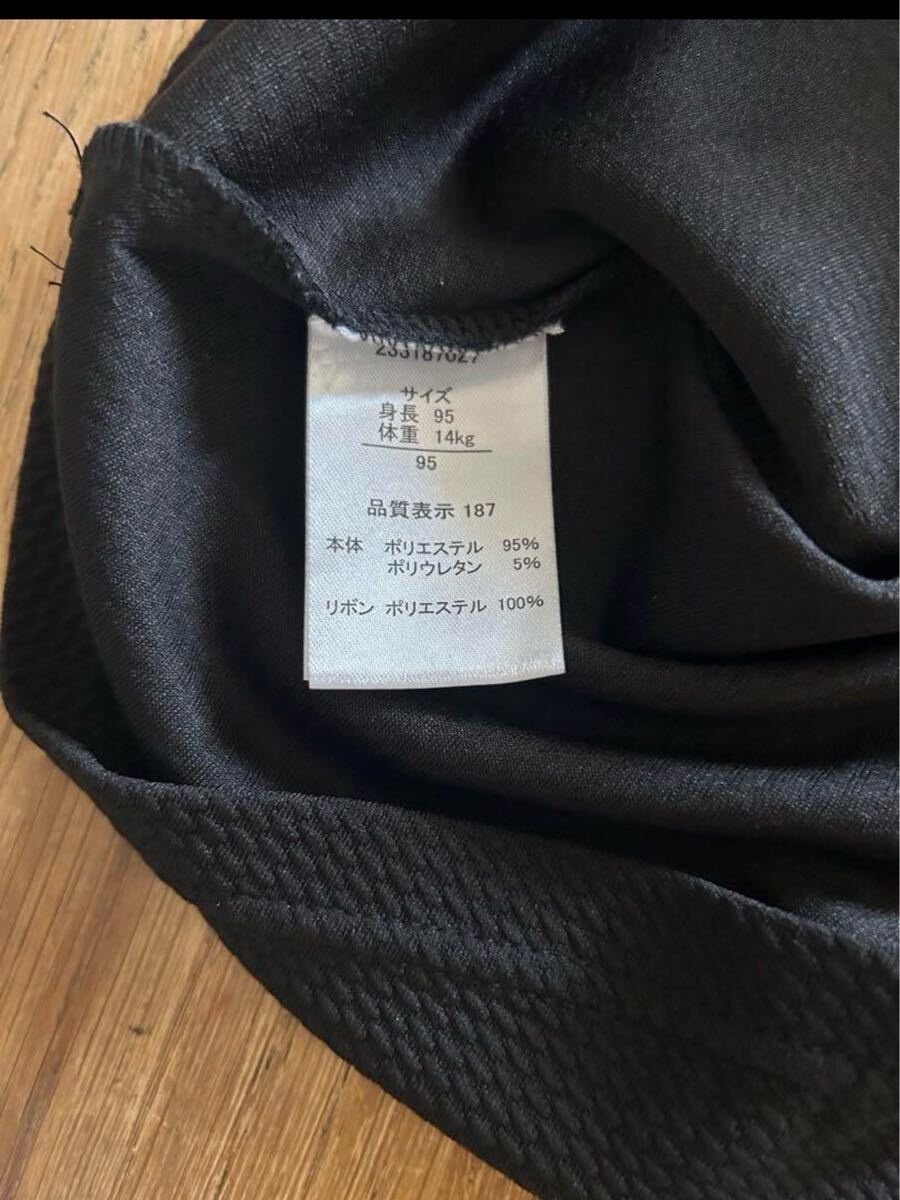 233187027
サイズ
身長 95
体重 14kg
95
品質表示 187
本体 ポリエステル 95%
ポリウレタン 5%
リボン ポリエステル 100%